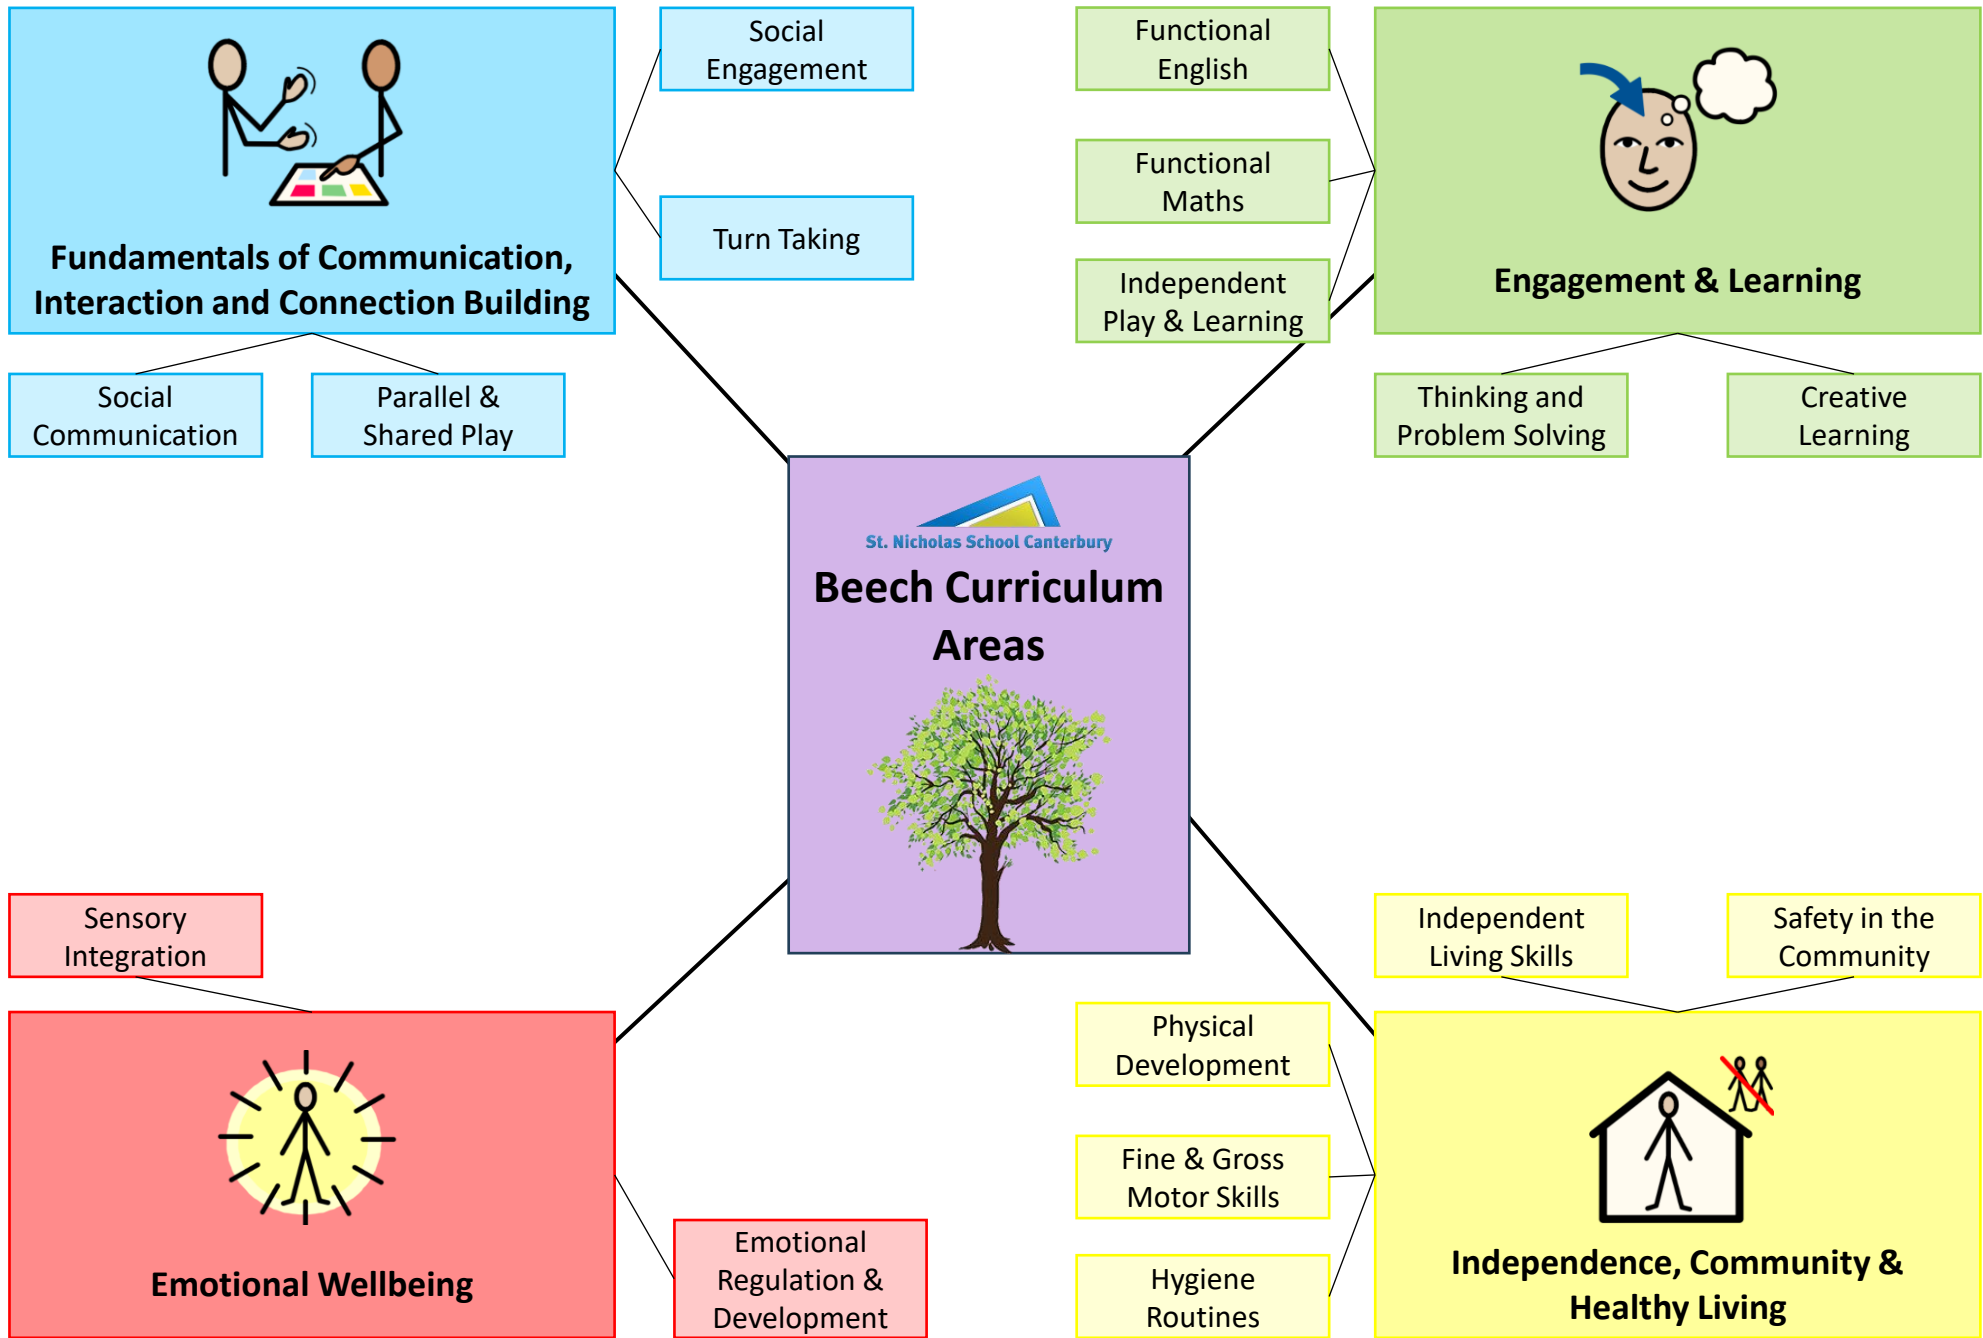 Social
Engagement
Turn Taking
Fundamentals of Communication,
Interaction and Connection Building
Social
Communication
Parallel &
Shared Play
Functional
English
Functional
Maths
Independent
Play & Learning
Engagement & Learning
Thinking and
Problem Solving
Creative
Learning
St. Nicholas School Canterbury
Beech Curriculum
Areas
Sensory
Integration
Emotional Wellbeing
Emotional
Regulation &
Development
Independent
Living Skills
Safety in the
Community
Physical
Development
Fine & Gross
Motor Skills
Hygiene
Routines
Independence, Community &
Healthy Living